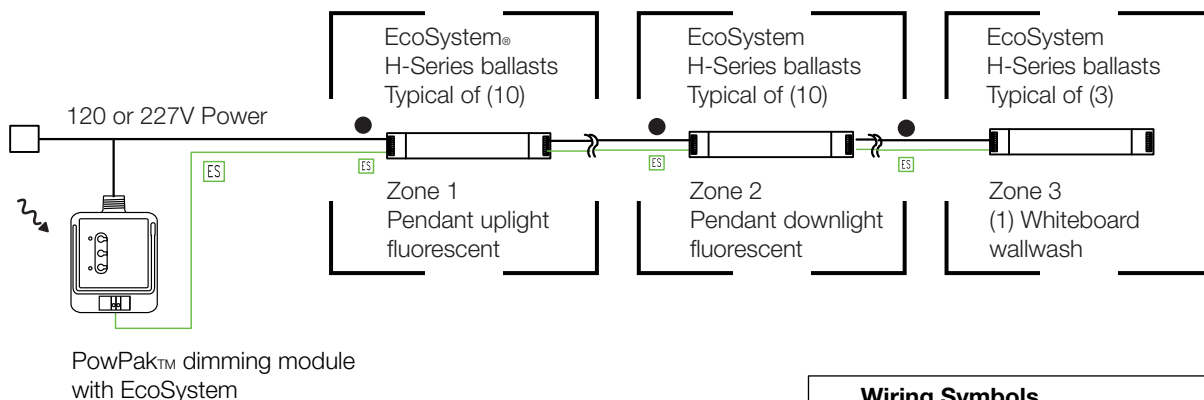 EcoSystem®
H-Series ballasts
Typical of (10)
EcoSystem
H-Series ballasts
Typical of (10)
EcoSystem
H-Series ballasts
Typical of (3)
120 or 227V Power
ES
ES
ES
ES
Zone 1
Pendant uplight
fluorescent
Zone 2
Pendant downlight
fluorescent
Zone 3
(1) Whiteboard
wallwash
PowPak™ dimming module
with EcoSystem
Wiring Symbols